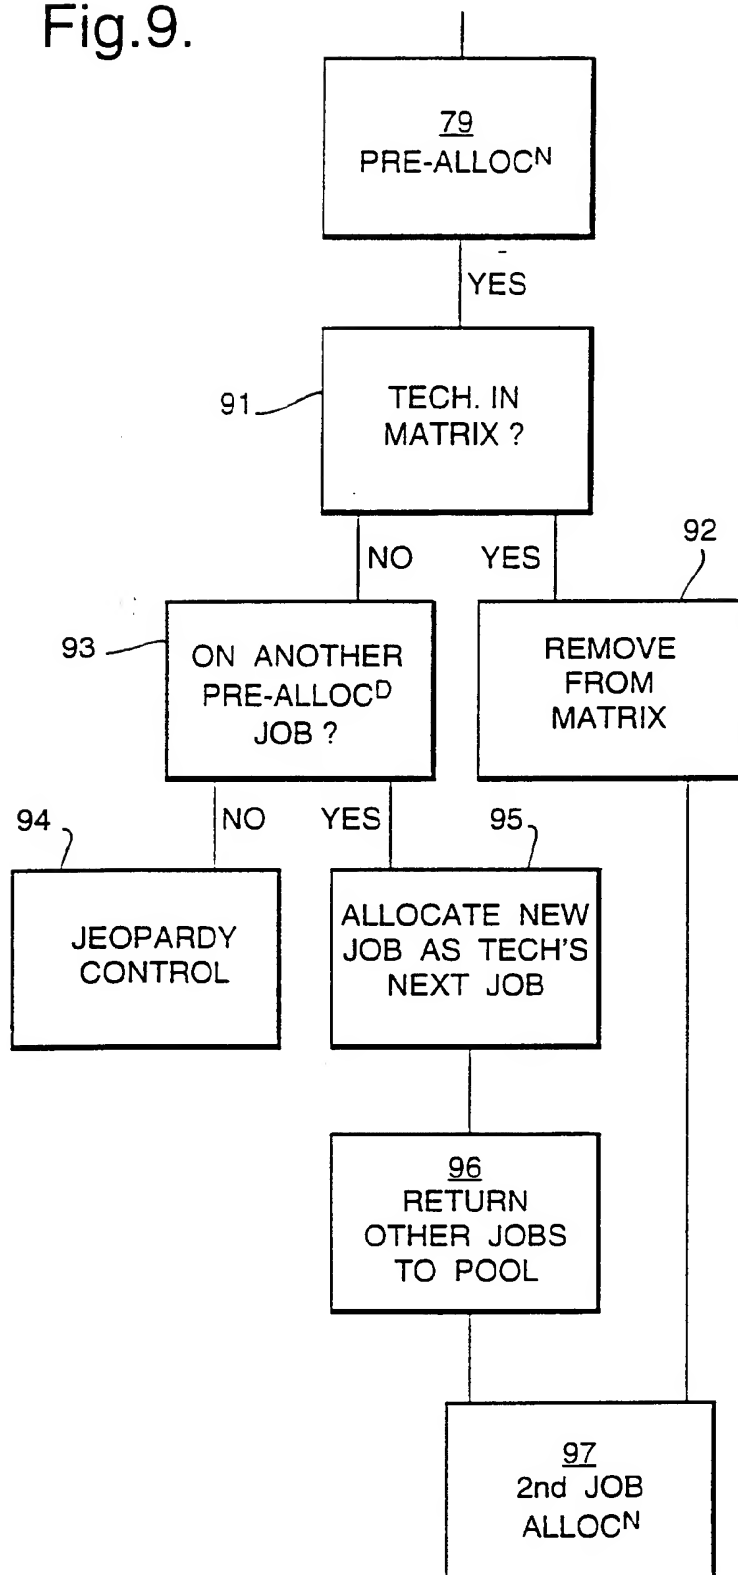 Fig.9.
79
PRE-ALLOCᴺ
YES
91
TECH. IN
MATRIX ?
NO
YES
92
93
ON ANOTHER
PRE-ALLOCᴰ
JOB ?
REMOVE
FROM
MATRIX
94
NO
YES
95
JEOPARDY
CONTROL
ALLOCATE NEW
JOB AS TECH'S
NEXT JOB
96
RETURN
OTHER JOBS
TO POOL
97
2nd JOB
ALLOCᴺ